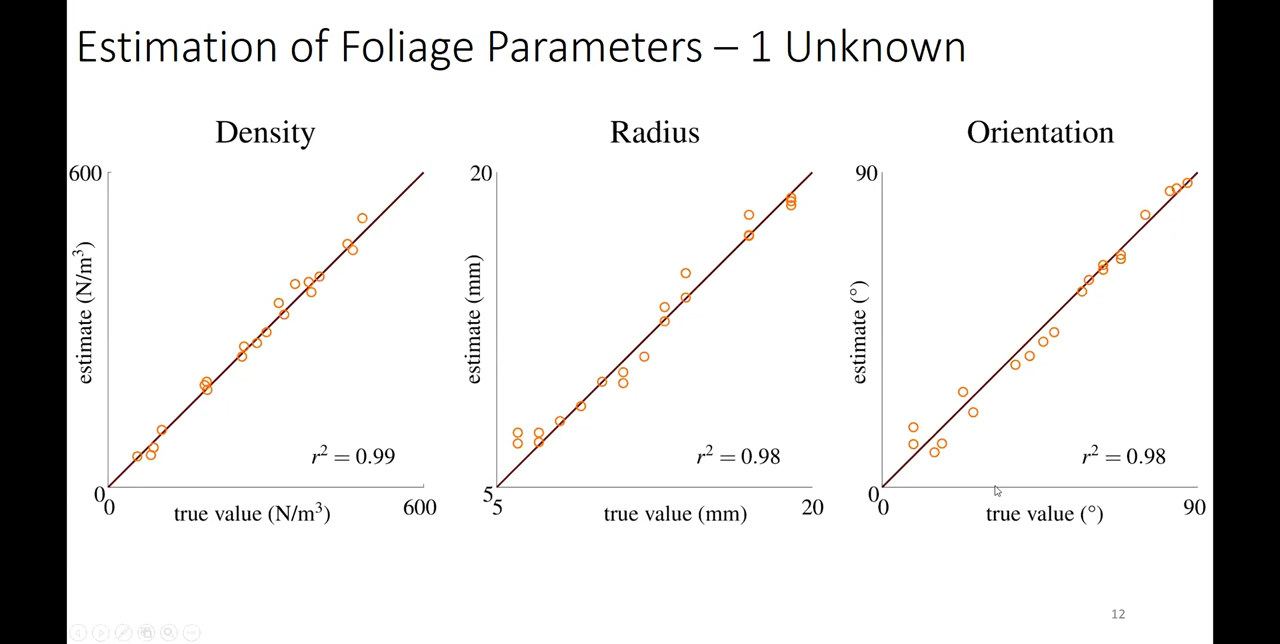 Estimation of Foliage Parameters – 1 Unknown
Density
600
estimate (N/m³)
r² = 0.99
0
0
600
true value (N/m³)
Radius
20
estimate (mm)
r² = 0.98
5
5
20
true value (mm)
Orientation
90
estimate (°)
r² = 0.98
0
0
90
true value (°)
12